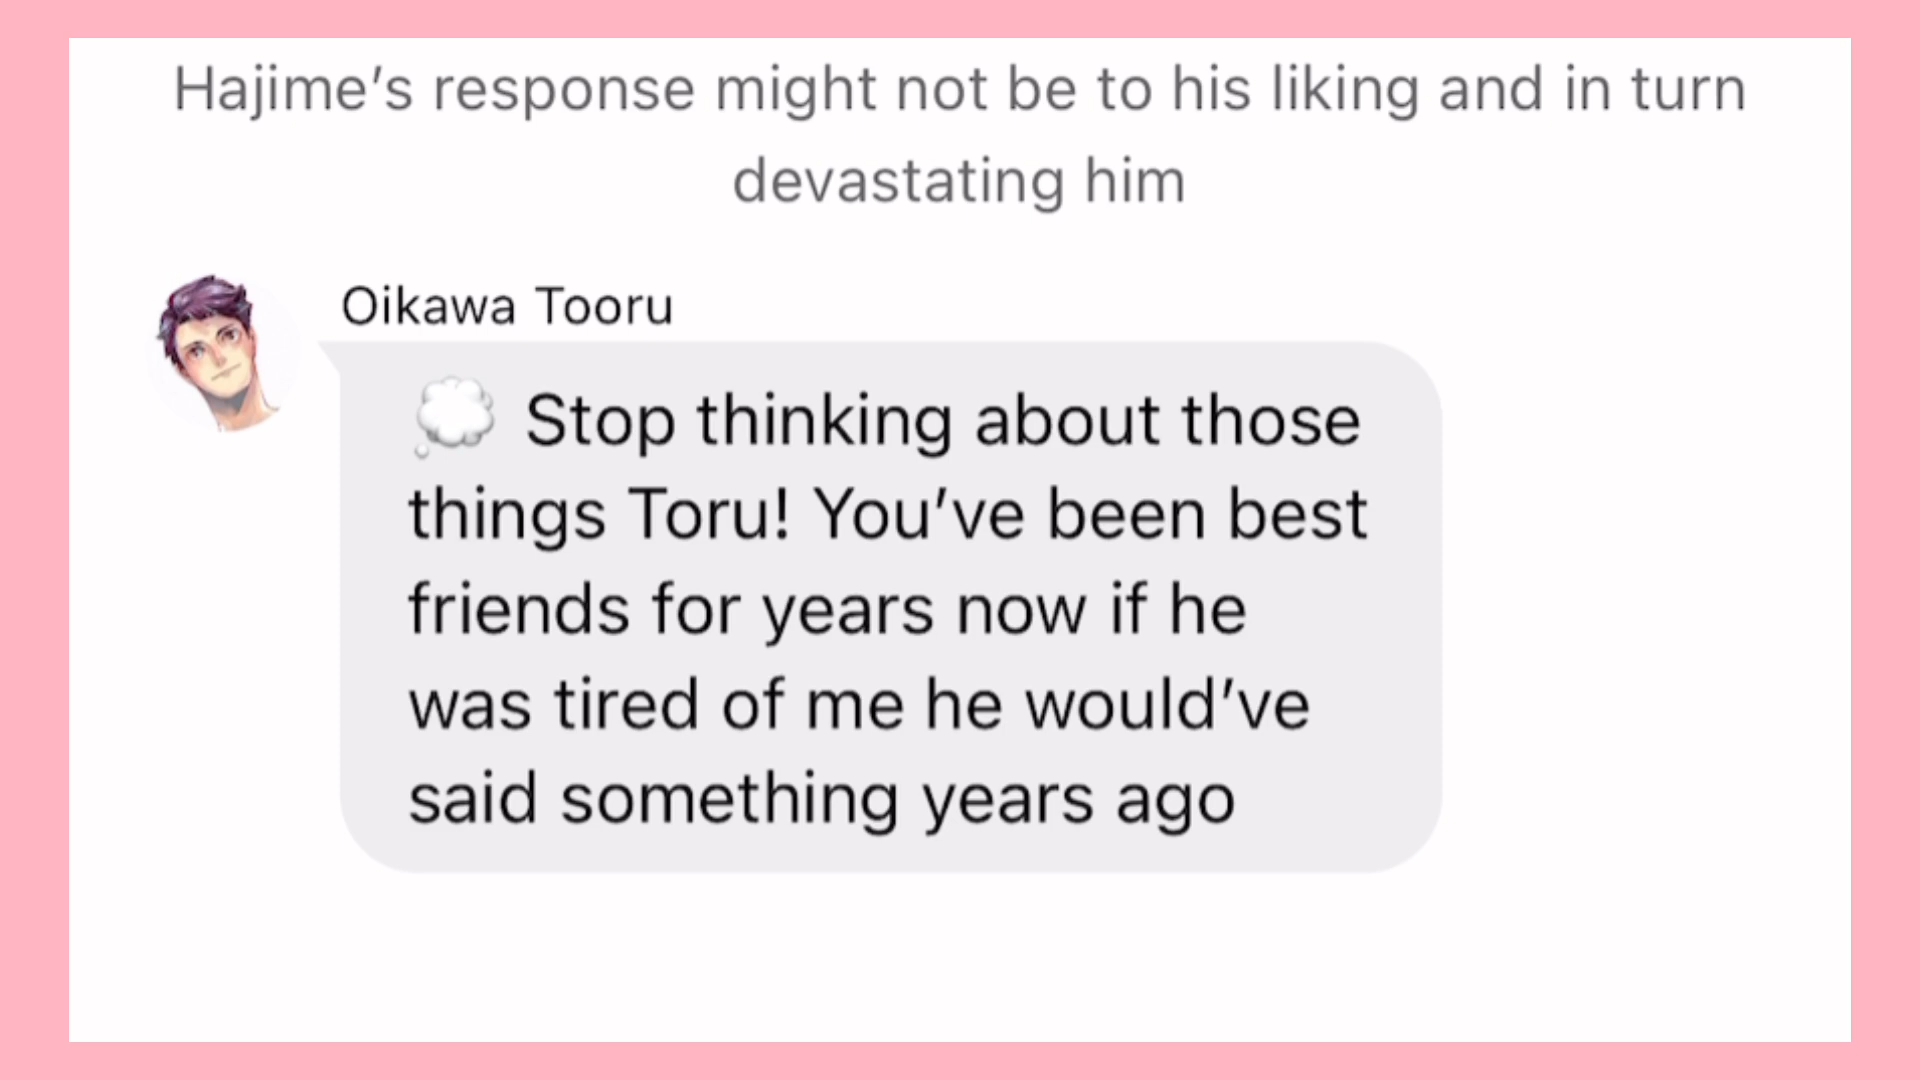 Hajime’s response might not be to his liking and in turn
devastating him
Oikawa Tooru
💭 Stop thinking about those
things Toru! You’ve been best
friends for years now if he
was tired of me he would’ve
said something years ago